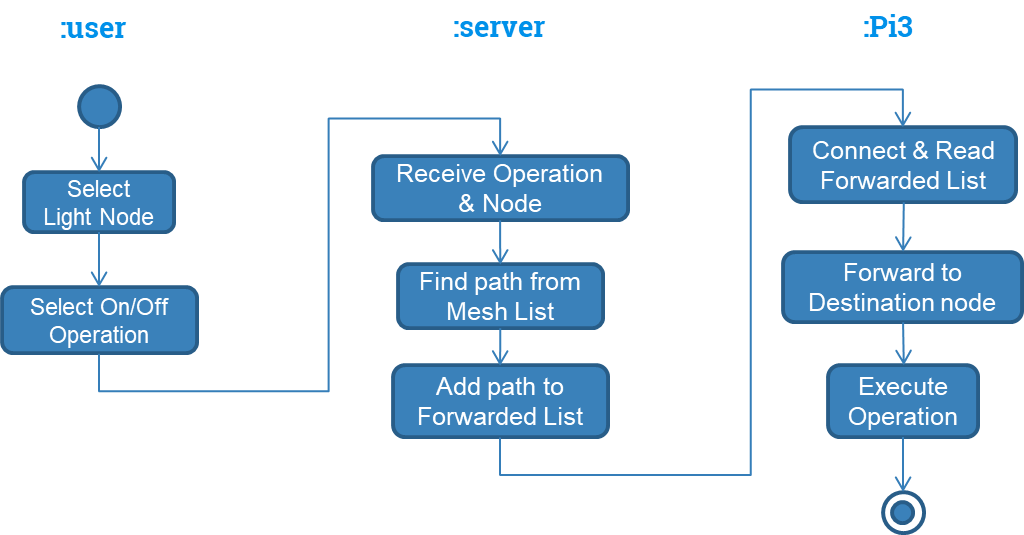 :user
:server
:Pi3
Select
Light Node
Select On/Off
Operation
Receive Operation
& Node
Find path from
Mesh List
Add path to
Forwarded List
Connect & Read
Forwarded List
Forward to
Destination node
Execute
Operation